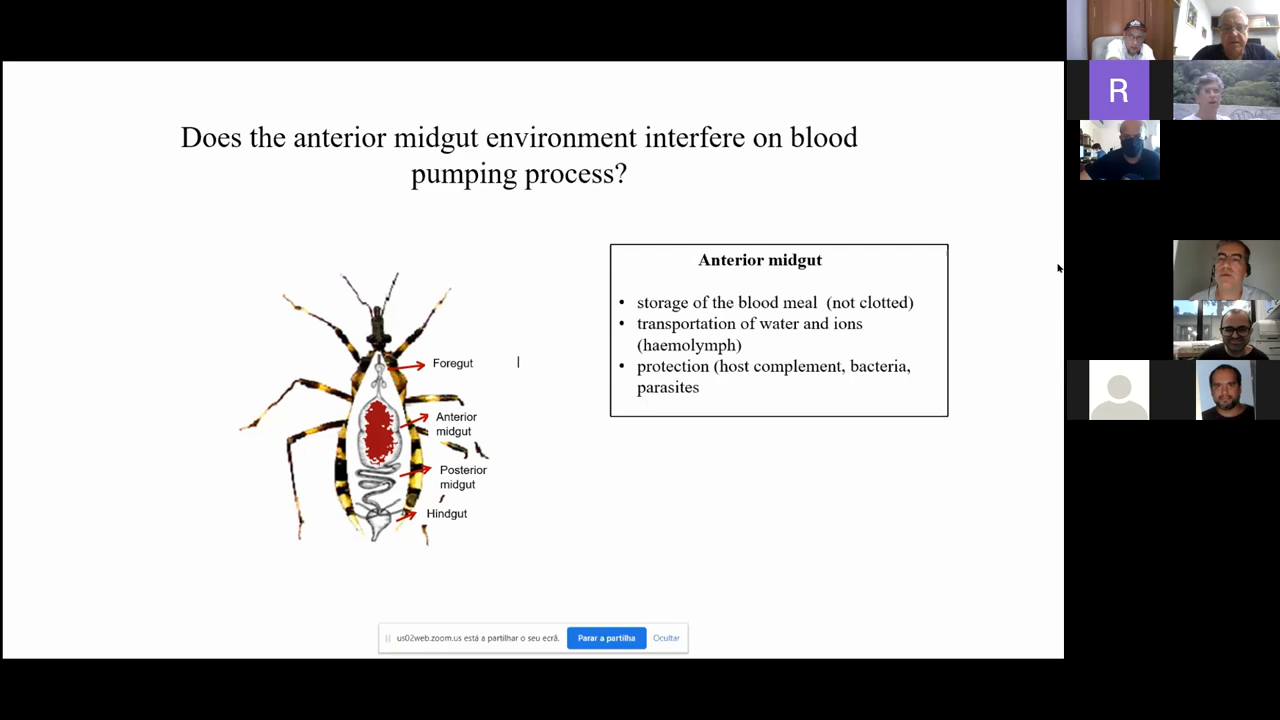 Does the anterior midgut environment interfere on blood
pumping process?
Anterior midgut
• storage of the blood meal (not clotted)
• transportation of water and ions
(haemolymph)
• protection (host complement, bacteria,
parasites
Foregut
Anterior
midgut
Posterior
midgut
Hindgut
us02web.zoom.us está a partilhar o seu ecrã.
Parar a partilha
Ocultar
R